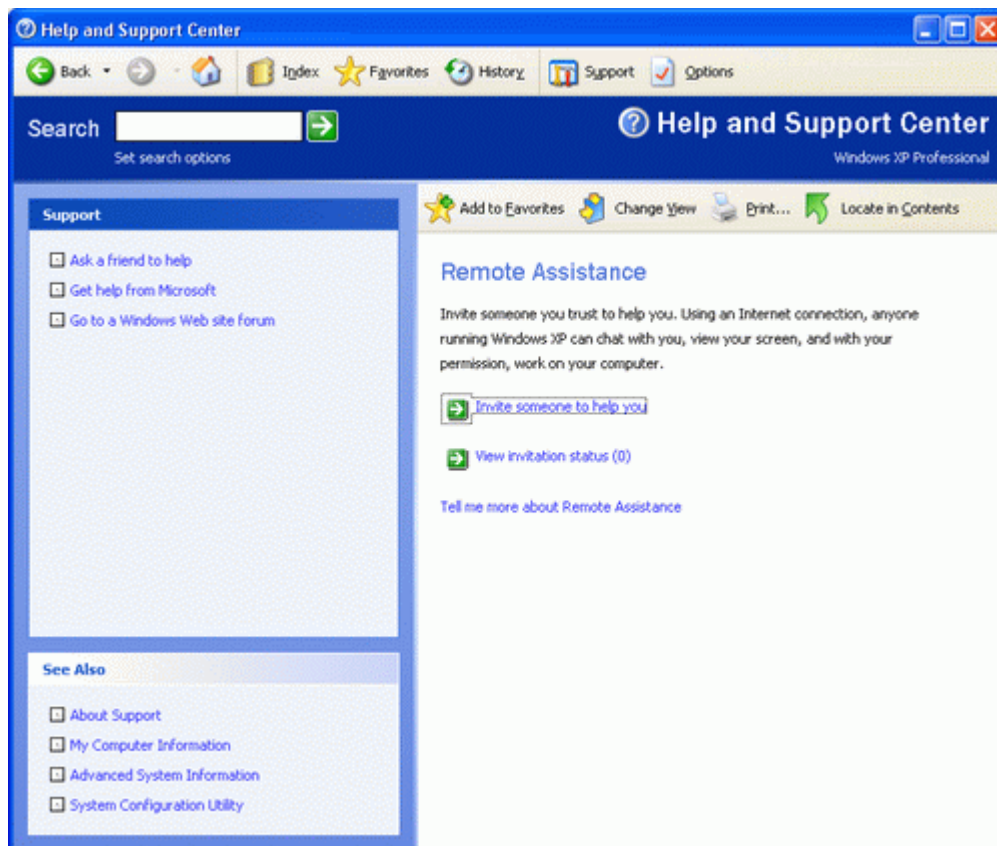 Help and Support Center
Back Index Favorites History Support Options
Search
Set search options
Help and Support Center
Windows XP Professional
Support
Ask a friend to help
Get help from Microsoft
Go to a Windows Web site forum
See Also
About Support
My Computer Information
Advanced System Information
System Configuration Utility
Add to Favorites Change View Print... Locate in Contents
Remote Assistance
Invite someone you trust to help you. Using an Internet connection, anyone
running Windows XP can chat with you, view your screen, and with your
permission, work on your computer.
Invite someone to help you
View invitation status (0)
Tell me more about Remote Assistance